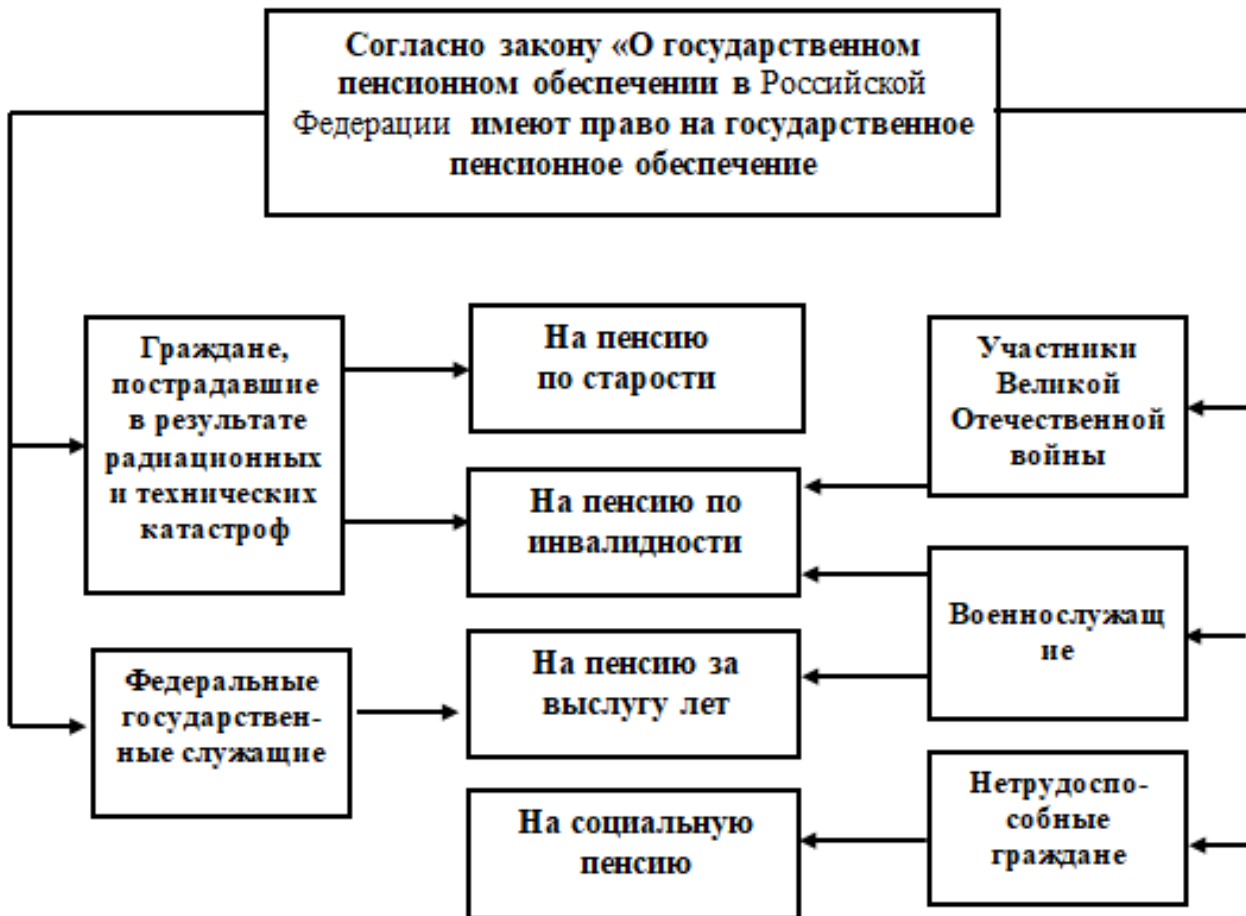 Согласно закону «О государственном
пенсионном обеспечении в Российской
Федерации имеют право на государственное
пенсионное обеспечение
Граждане,
пострадавшие
в результате
радиационных
и технических
катастроф
На пенсию
по старости
Участники
Великой
Отечественной
войны
На пенсию по
инвалидности
Военнослужащ
ие
Федеральные
государствен-
ные служащие
На пенсию за
выслугу лет
Нетрудоспо-
собные
граждане
На социальную
пенсию